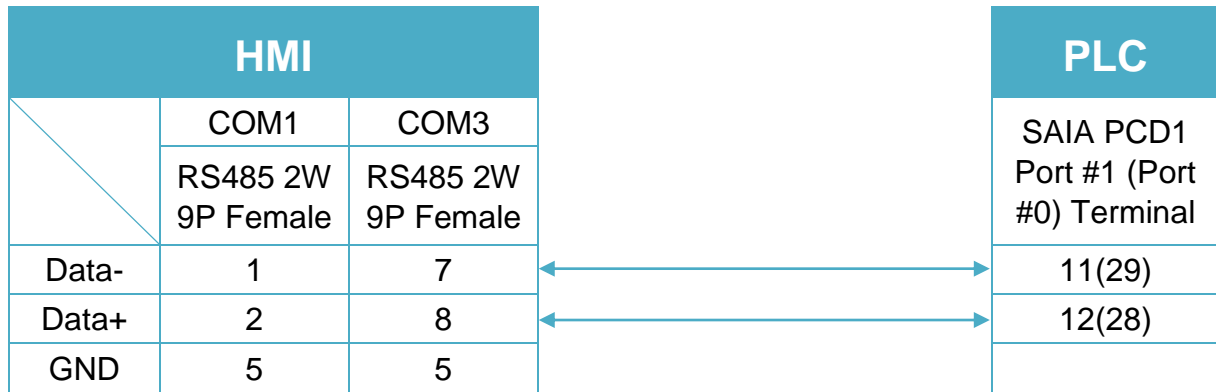 HMI
PLC
COM1
COM3
SAIA PCD1
Port #1 (Port
#0) Terminal
RS485 2W
9P Female
RS485 2W
9P Female
Data-
1
7
11(29)
Data+
2
8
12(28)
GND
5
5